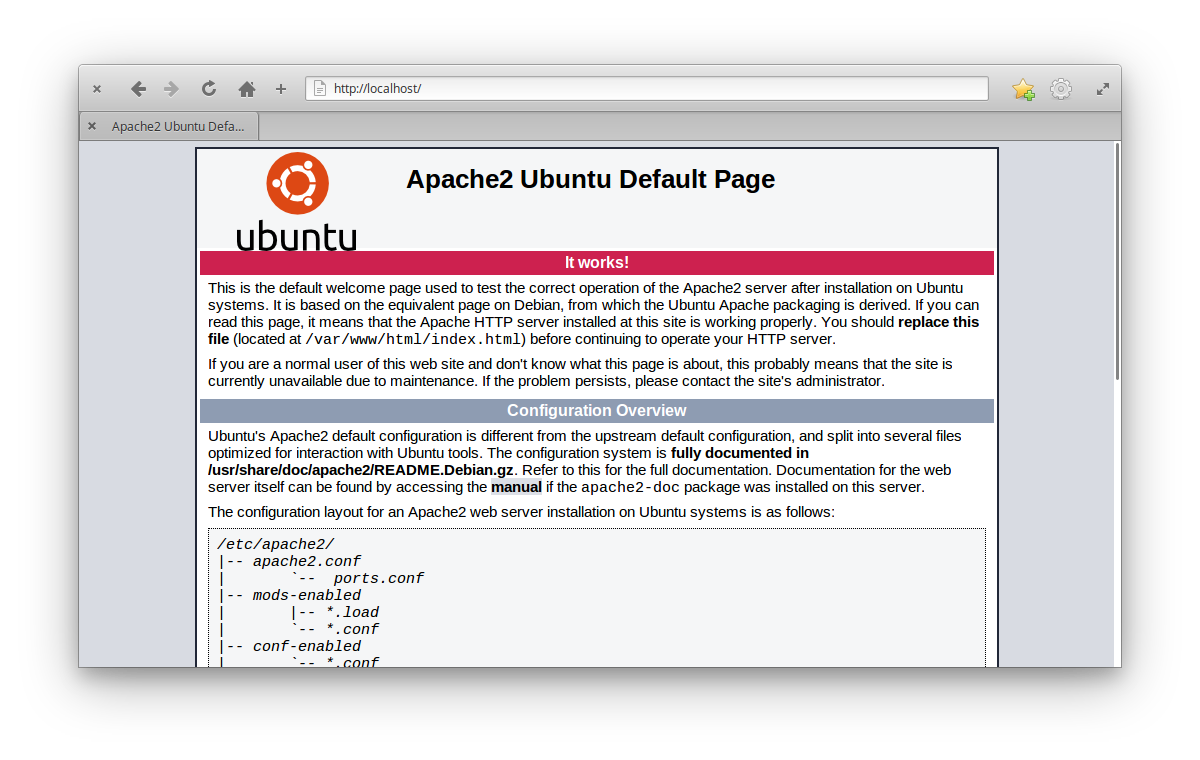 http://localhost/
Apache2 Ubuntu Defa...
ubuntu
Apache2 Ubuntu Default Page
It works!
This is the default welcome page used to test the correct operation of the Apache2 server after installation on Ubuntu
systems. It is based on the equivalent page on Debian, from which the Ubuntu Apache packaging is derived. If you can
read this page, it means that the Apache HTTP server installed at this site is working properly. You should replace this
file (located at /var/www/html/index.html) before continuing to operate your HTTP server.
If you are a normal user of this web site and don't know what this page is about, this probably means that the site is
currently unavailable due to maintenance. If the problem persists, please contact the site's administrator.
Configuration Overview
Ubuntu's Apache2 default configuration is different from the upstream default configuration, and split into several files
optimized for interaction with Ubuntu tools. The configuration system is fully documented in
/usr/share/doc/apache2/README.Debian.gz. Refer to this for the full documentation. Documentation for the web
server itself can be found by accessing the manual if the apache2-doc package was installed on this server.
The configuration layout for an Apache2 web server installation on Ubuntu systems is as follows:
/etc/apache2/
|-- apache2.conf
|       `--  ports.conf
|-- mods-enabled
|       |-- *.load
|       `-- *.conf
|-- conf-enabled
|       `-- *.conf